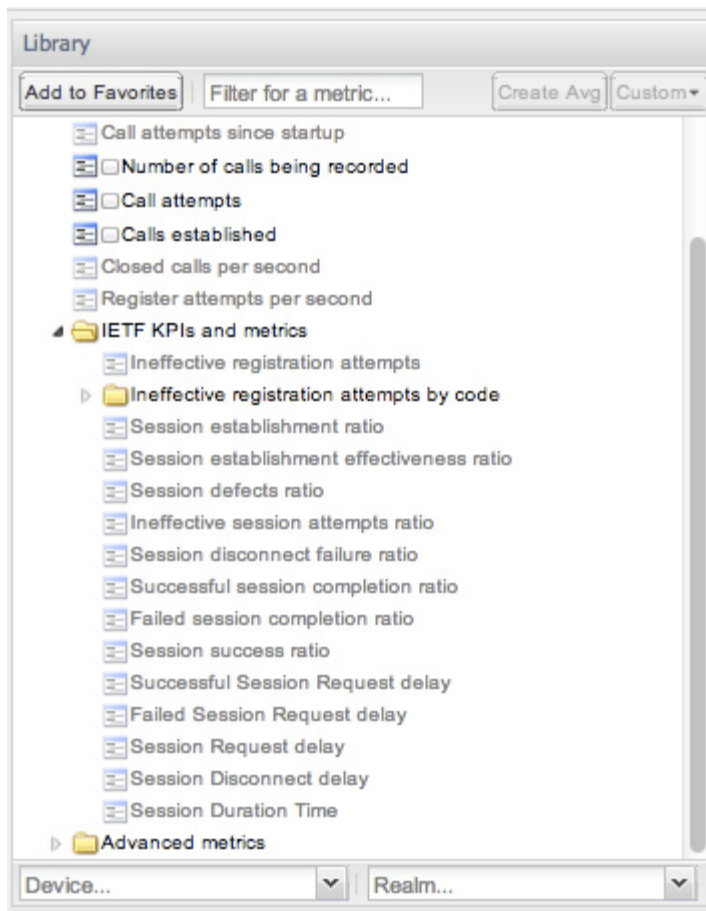 Library
Add to Favorites Filter for a metric... Create Avg Custom
Call attempts since startup
Number of calls being recorded
Call attempts
Calls established
Closed calls per second
Register attempts per second
IETF KPIs and metrics
Ineffective registration attempts
Ineffective registration attempts by code
Session establishment ratio
Session establishment effectiveness ratio
Session defects ratio
Ineffective session attempts ratio
Session disconnect failure ratio
Successful session completion ratio
Failed session completion ratio
Session success ratio
Successful Session Request delay
Failed Session Request delay
Session Request delay
Session Disconnect delay
Session Duration Time
Advanced metrics
Device... Realm...